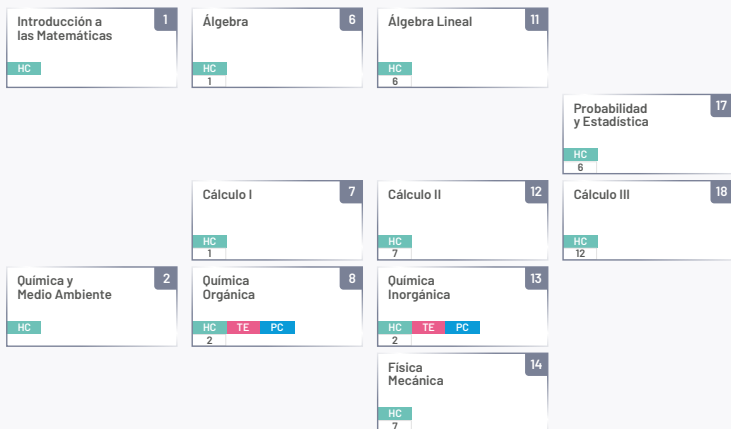 Introducción a
las Matemáticas
1
HC
Álgebra
6
HC
1
Álgebra Lineal
11
HC
6
Probabilidad
y Estadística
17
HC
6
Cálculo I
7
HC
1
Cálculo II
12
HC
7
Cálculo III
18
HC
12
Química y
Medio Ambiente
2
HC
Química
Orgánica
8
HC TE PC
2
Química
Inorgánica
13
HC TE PC
2
Física
Mecánica
14
HC
7